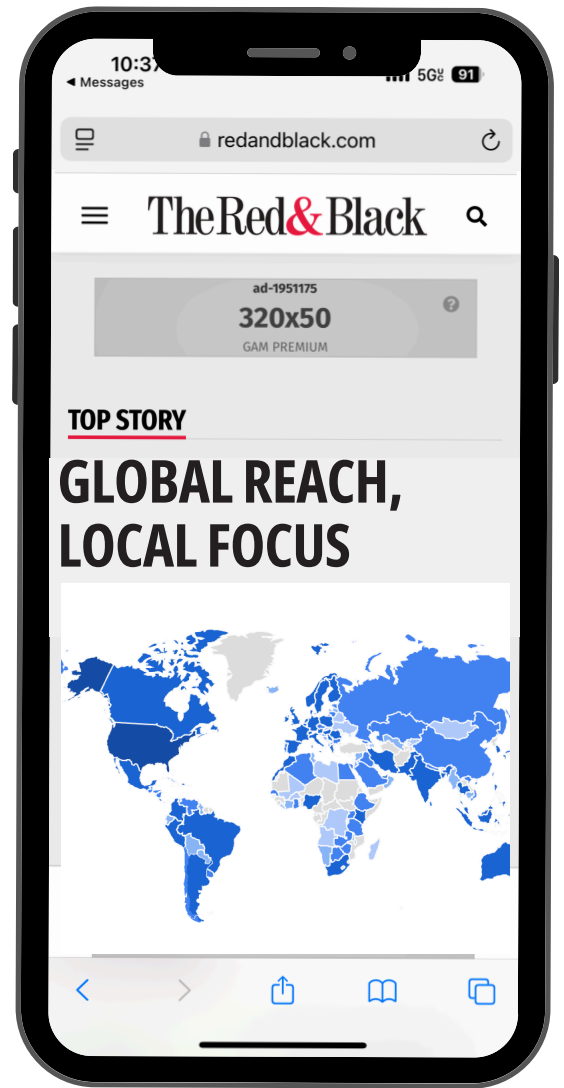 10:37
◀ Messages
5G
91
redandblack.com
The Red&Black
ad-1951175
320x50
GAM PREMIUM
?
TOP STORY
GLOBAL REACH,
LOCAL FOCUS